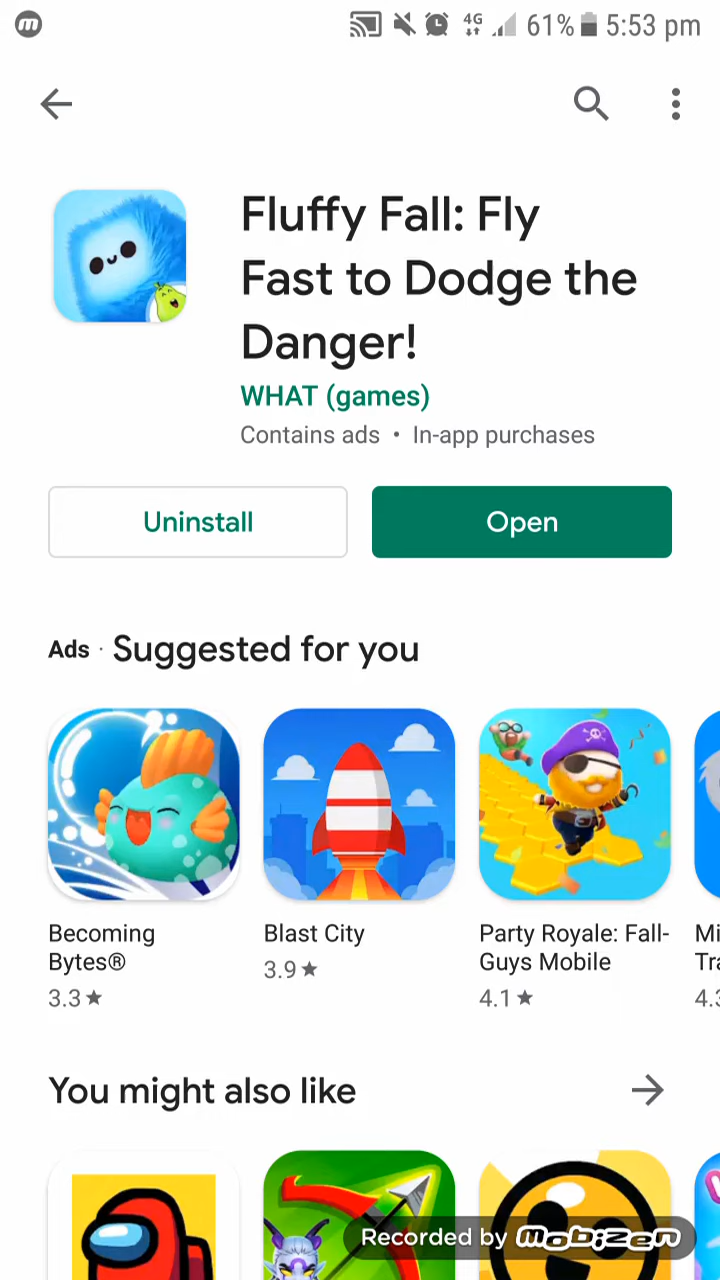 4G 61% 5:53 pm
Fluffy Fall: Fly
Fast to Dodge the
Danger!
WHAT (games)
Contains ads • In-app purchases
Uninstall
Open
Ads · Suggested for you
Becoming
Bytes®
3.3★
Blast City
3.9★
Party Royale: Fall-
Guys Mobile
4.1★
You might also like
Recorded by mobizen